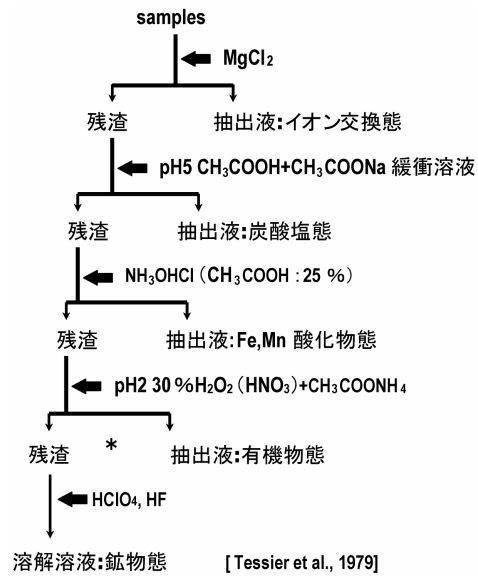 samples
MgCl₂
残渣 抽出液:イオン交換態
pH5 CH₃COOH+CH₃COONa 緩衝溶液
残渣 抽出液:炭酸塩態
NH₃OHCl (CH₃COOH : 25 %)
残渣 抽出液:Fe,Mn 酸化物態
pH2 30 %H₂O₂ (HNO₃)+CH₃COONH₄
残渣 * 抽出液:有機物態
HClO₄, HF
溶解溶液:鉱物態 [ Tessier et al., 1979]